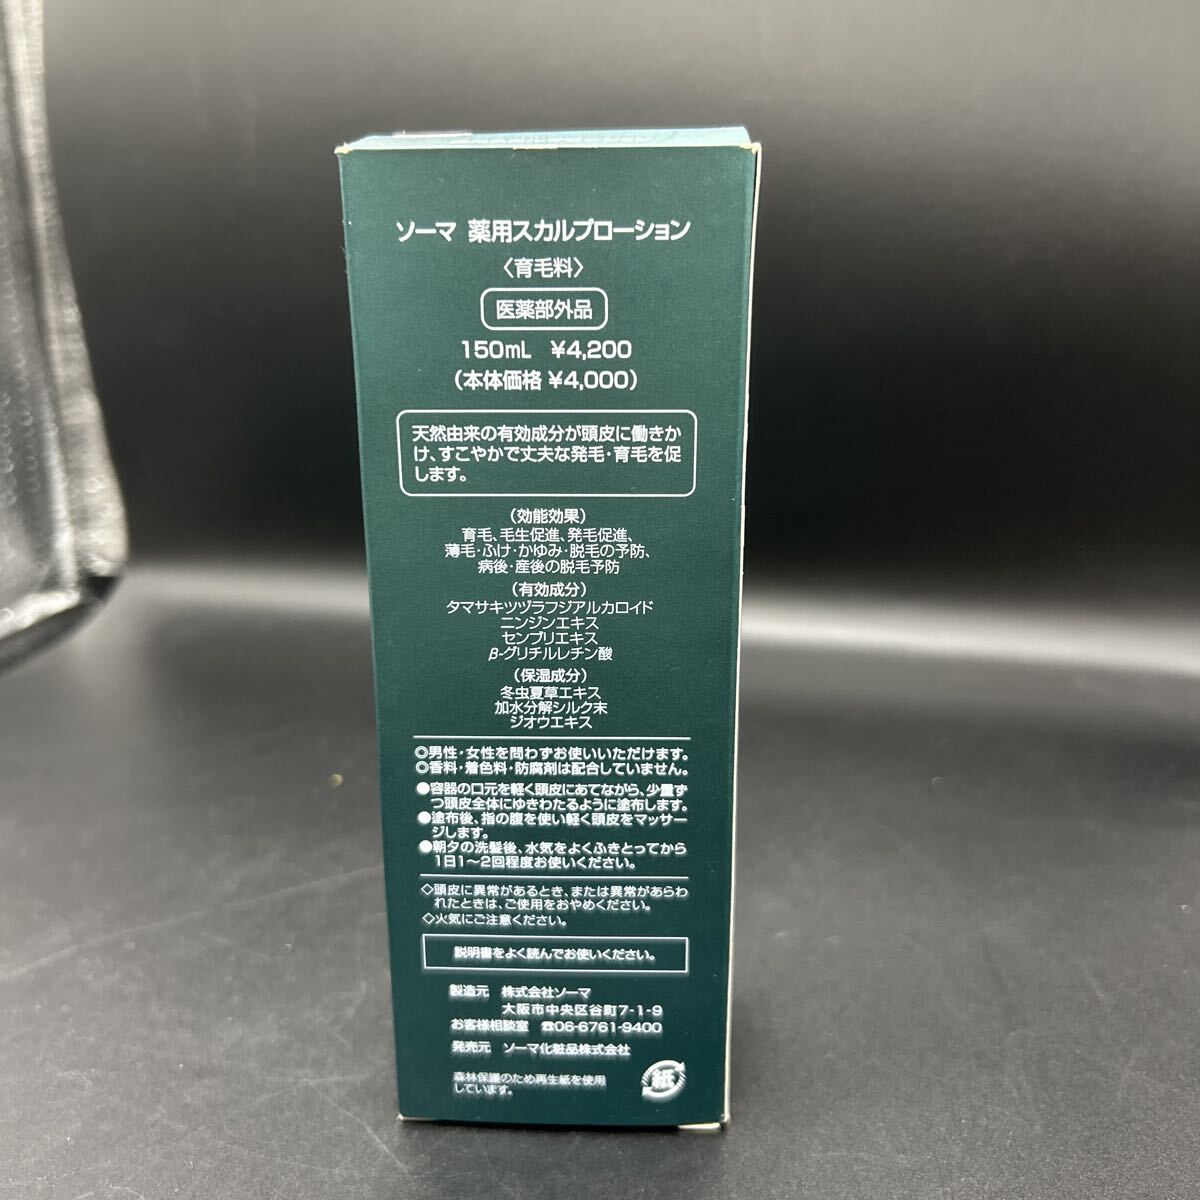 ソーマ 薬用スカルプローション
〈育毛料〉
医薬部外品
150mL ¥4,200
(本体価格 ¥4,000)
天然由来の有効成分が頭皮に働きか
け、すこやかで丈夫な発毛・育毛を促
します。
(効能効果)
育毛、毛生促進、発毛促進、
薄毛・ふけ・かゆみ・脱毛の予防、
病後・産後の脱毛予防
(有効成分)
タマサキツヅラフジアルカロイド
ニンジンエキス
センブリエキス
β-グリチルレチン酸
(保湿成分)
冬虫夏草エキス
加水分解シルク末
ジオウエキス
◎男性・女性を問わずお使いいただけます。
◎香料・着色料・防腐剤は配合していません。
●容器の口元を軽く頭皮にあてながら、少量ず
つ頭皮全体にゆきわたるように塗布します。
●塗布後、指の腹を使い軽く頭皮をマッサー
ジします。
●朝夕の洗髪後、水気をよくふきとってから
1日1〜2回程度お使いください。
◇頭皮に異常があるとき、または異常があらわ
れたときは、ご使用をおやめください。
◇火気にご注意ください。
説明書をよく読んでお使いください。
製造元 株式会社ソーマ
大阪市中央区谷町7-1-9
お客様相談室 ☎06-6761-9400
発売元 ソーマ化粧品株式会社
森林保護のため再生紙を使用
しています。
紙